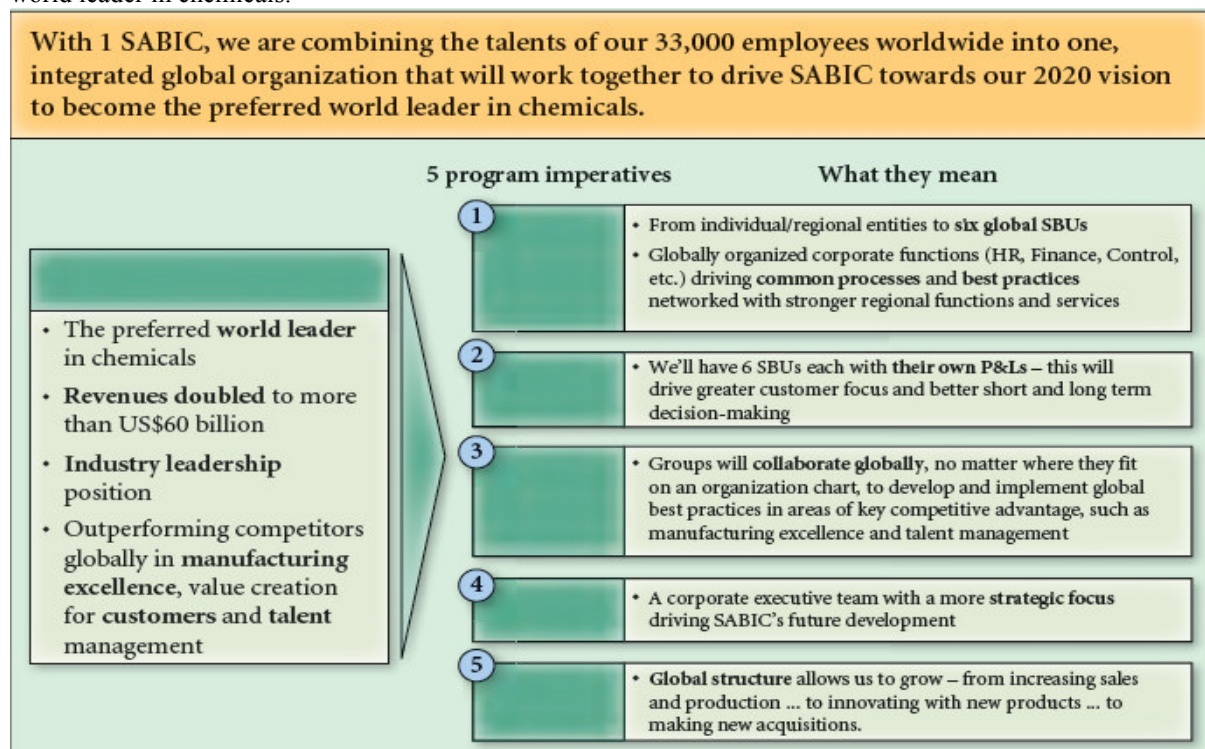 world leader in chemicals.
With 1 SABIC, we are combining the talents of our 33,000 employees worldwide into one,
integrated global organization that will work together to drive SABIC towards our 2020 vision
to become the preferred world leader in chemicals.
5 program imperatives
What they mean
• The preferred world leader
in chemicals
• Revenues doubled to more
than US$60 billion
• Industry leadership
position
• Outperforming competitors
globally in manufacturing
excellence, value creation
for customers and talent
management
1
• From individual/regional entities to six global SBUs
• Globally organized corporate functions (HR, Finance, Control,
etc.) driving common processes and best practices
networked with stronger regional functions and services
2
• We’ll have 6 SBU each with their own P&Ls – this will
drive greater customer focus and better short and long term
decision-making
3
• Groups will collaborate globally, no matter where they fit
on an organization chart, to develop and implement global
best practices in areas of key competitive advantage, such as
manufacturing excellence and talent management
4
• A corporate executive team with a more strategic focus
driving SABIC’s future development
5
• Global structure allows us to grow – from increasing sales
and production ... to innovating with new products ... to
making new acquisitions.